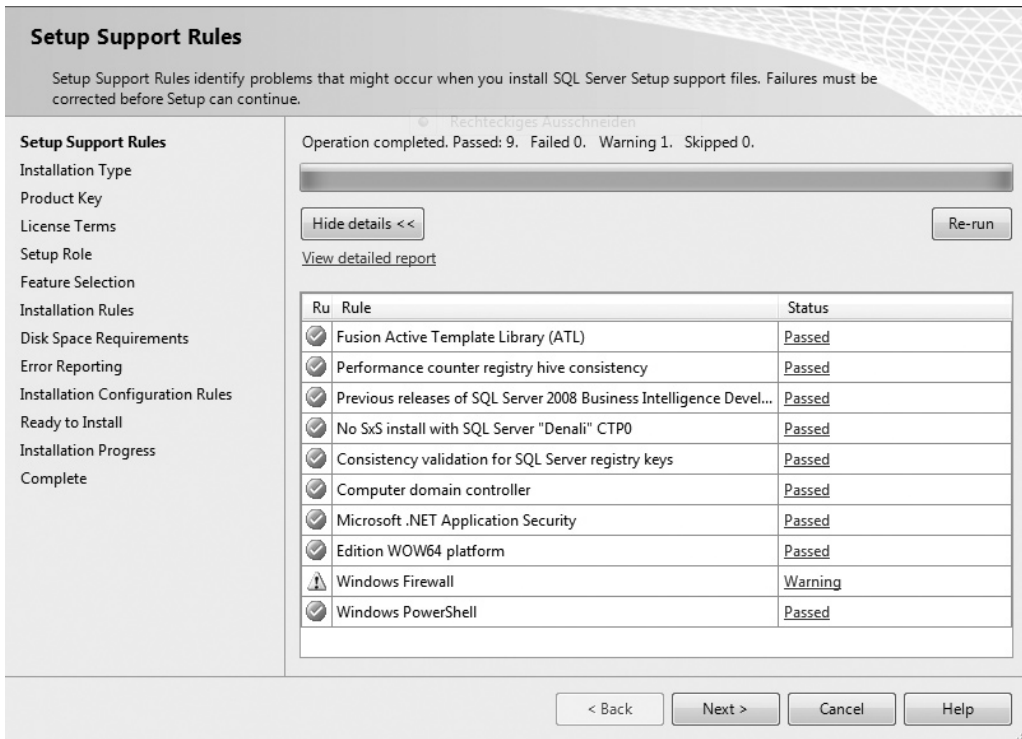 Setup Support Rules
Setup Support Rules identify problems that might occur when you install SQL Server Setup support files. Failures must be
corrected before Setup can continue.
Rechteckiges Ausschneiden
Setup Support Rules
Installation Type
Product Key
License Terms
Setup Role
Feature Selection
Installation Rules
Disk Space Requirements
Error Reporting
Installation Configuration Rules
Ready to Install
Installation Progress
Complete
Operation completed. Passed: 9. Failed 0. Warning 1. Skipped 0.
Hide details <<
Re-run
View detailed report
Ru Rule Status
Fusion Active Template Library (ATL) Passed
Performance counter registry hive consistency Passed
Previous releases of SQL Server 2008 Business Intelligence Devel... Passed
No SxS install with SQL Server "Denali" CTP0 Passed
Consistency validation for SQL Server registry keys Passed
Computer domain controller Passed
Microsoft .NET Application Security Passed
Edition WOW64 platform Passed
Windows Firewall Warning
Windows PowerShell Passed
< Back Next > Cancel Help